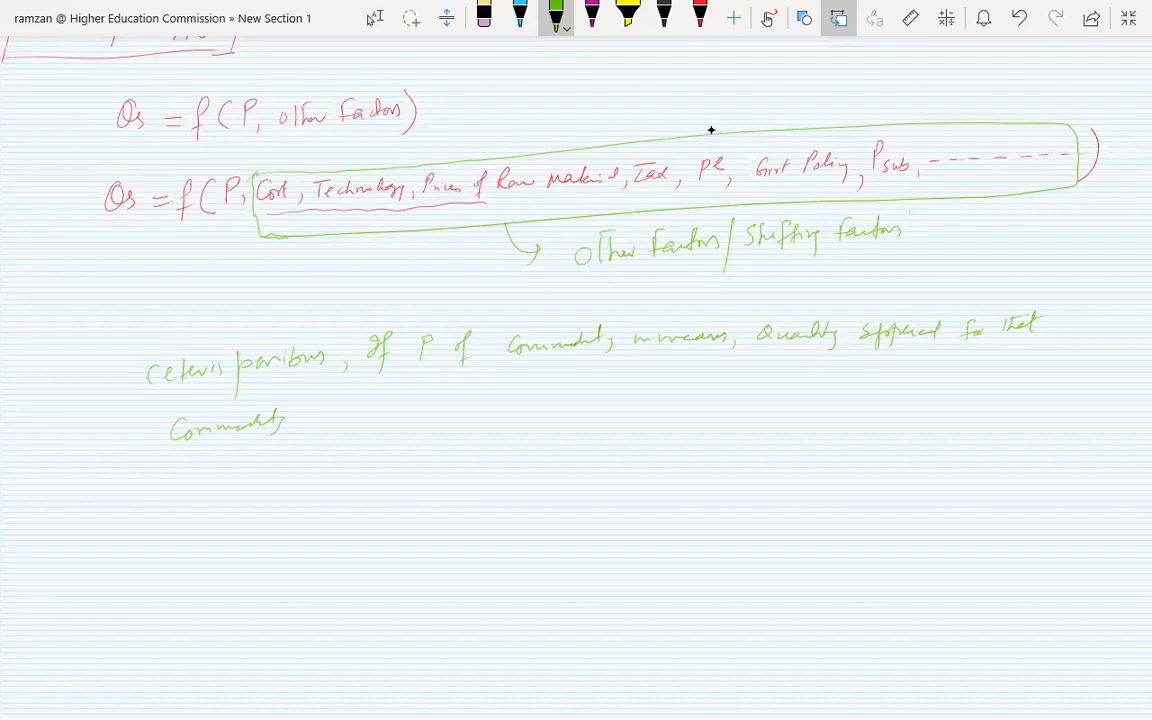 ramzan @ Higher Education Commission » New Section 1
Qs = f(P, other factors)
Qs = f(P, Cost, Technology, Prices of Raw Material, Tax, Pe, Govt Policy, Psub, --------)
Other factors/Shifting factors
Ceteris paribus, If P of Commodity increases, Quantity supplied for that
Commodity